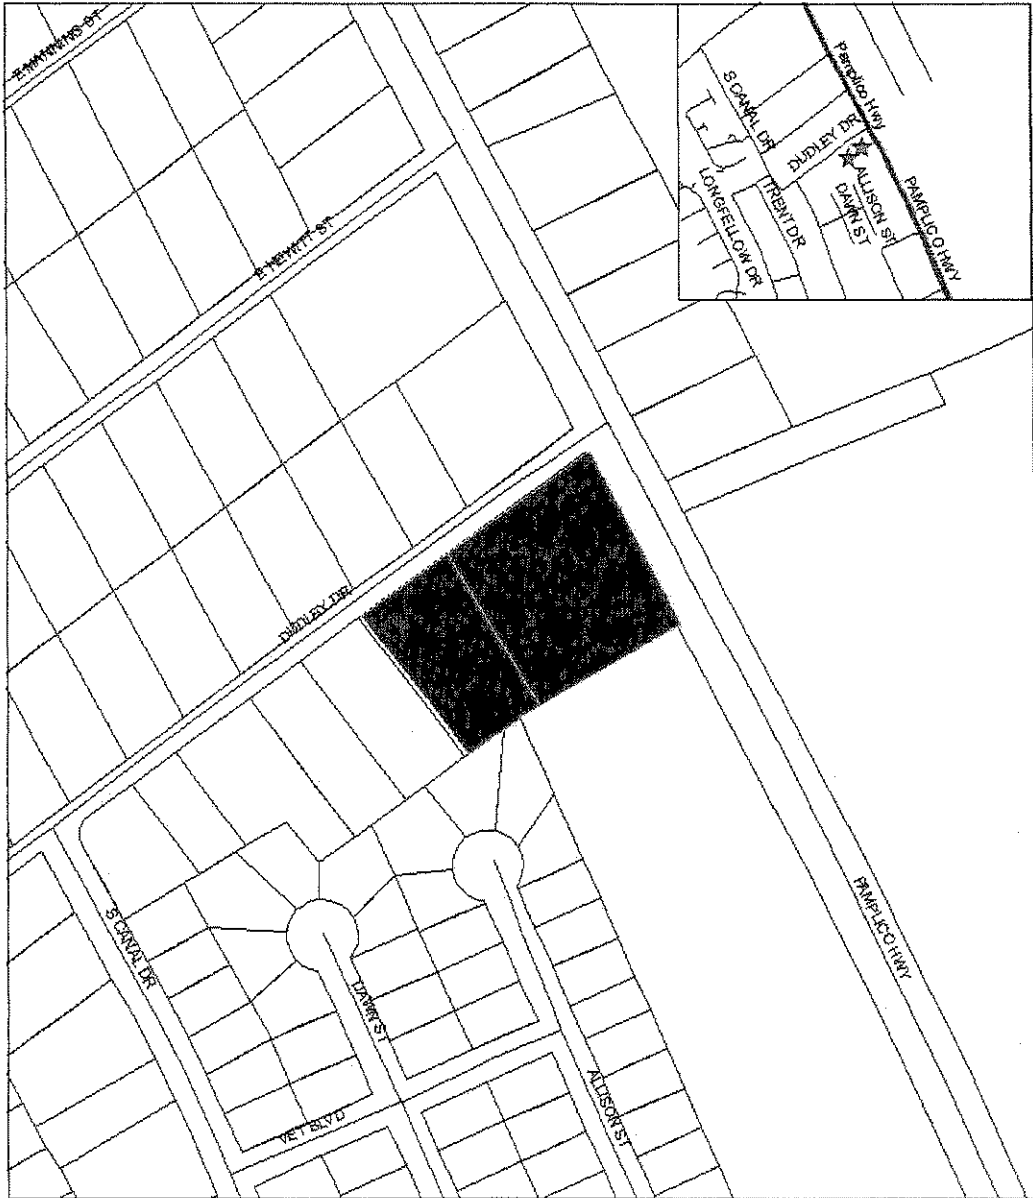 E MANNING ST
E NEWITT ST
DUDLEY DR
S CANAL DR
DAWN ST
VET BLVD
ALLISON ST
PAMPLICO HWY
Pamplico Hwy
S CANAL DR
DUDLEY DR
ALLISON ST
DAWN ST
TRENT DR
LONGFELLOW DR
PAMPLICO HWY